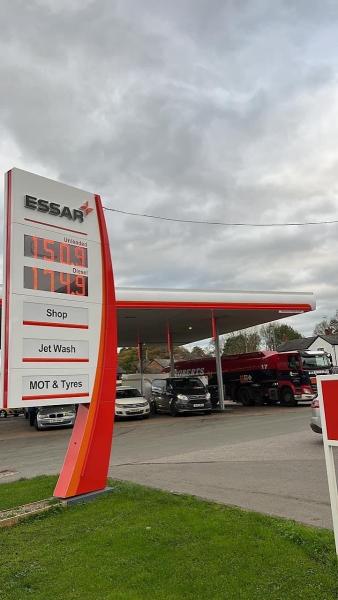 ESSAR
Unleaded
150.9
Diesel
174.9
Shop
Jet Wash
MOT & Tyres
ROBERTS